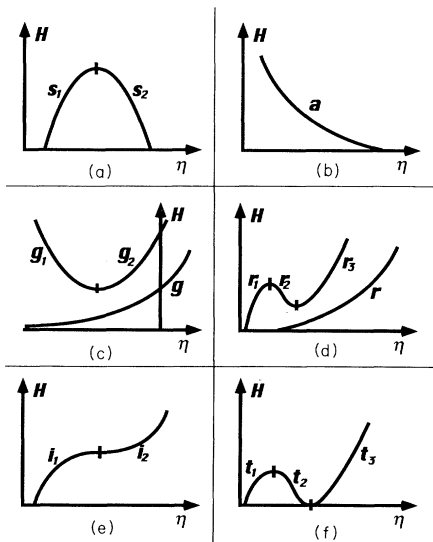 H
s1 s2
η
(a)
H
a
η
(b)
H
g1 g2
g
η
(c)
H
r1 r2 r3
r
η
(d)
H
i1 i2
η
(e)
H
t1 t2 t3
η
(f)